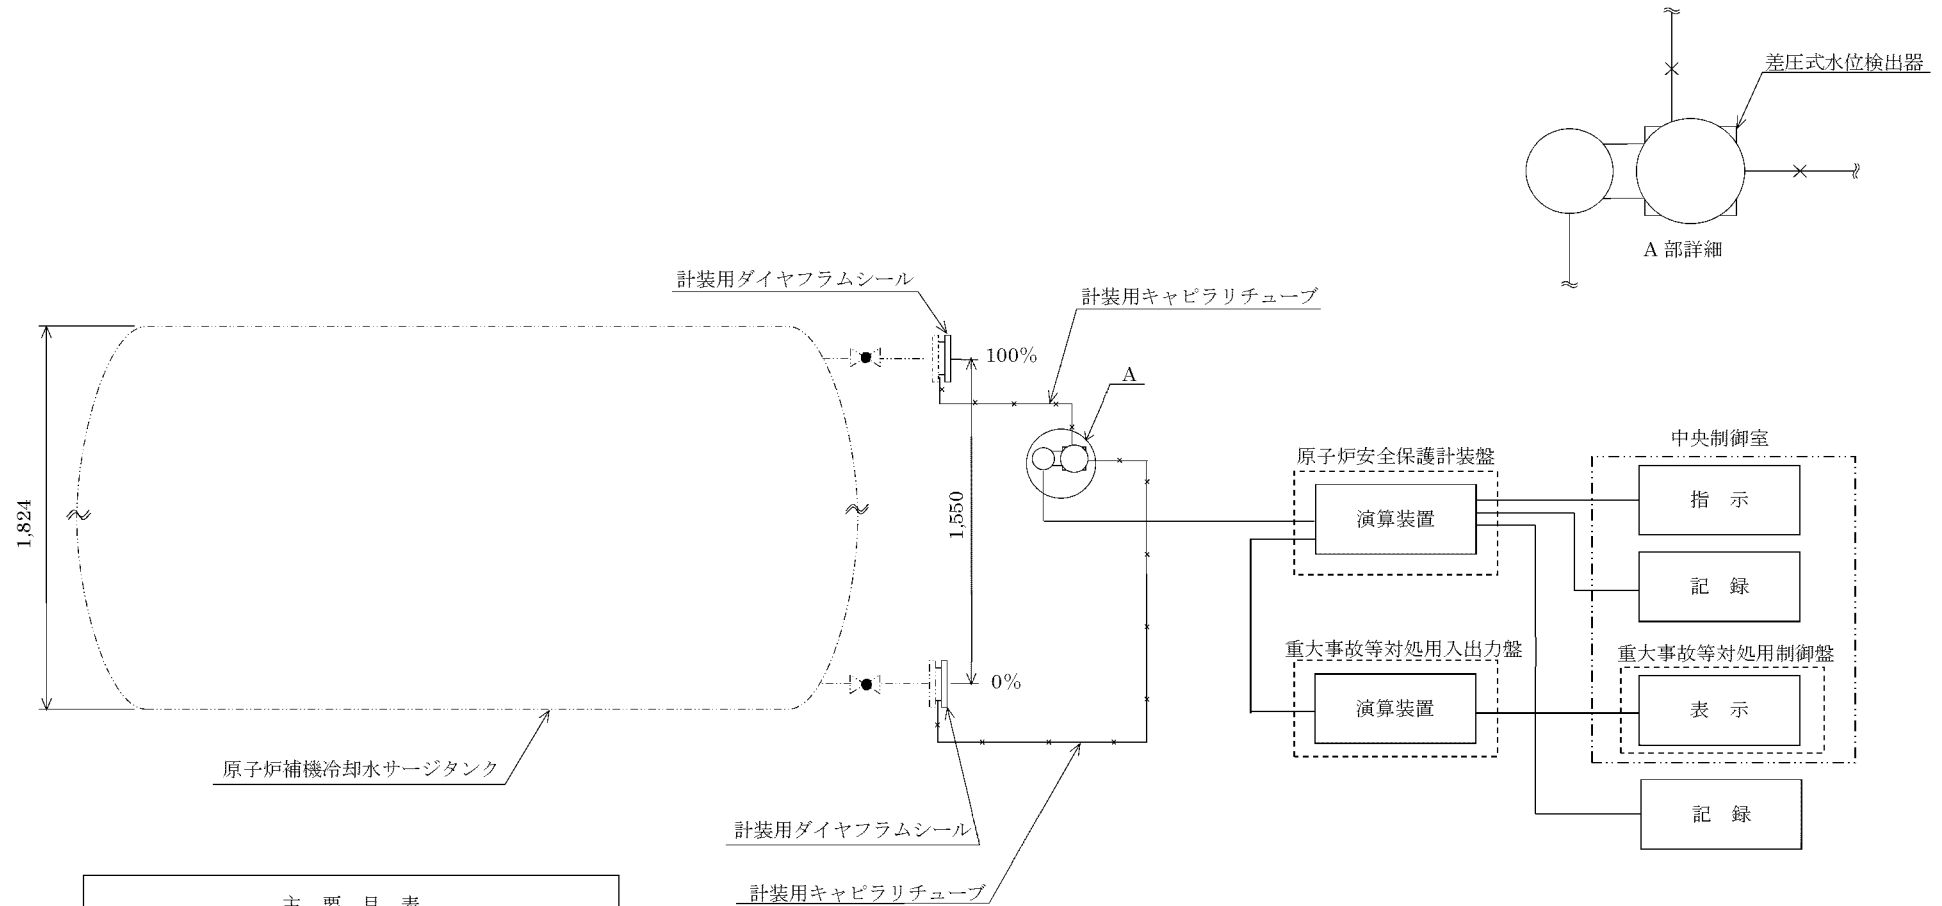 差圧式水位検出器
A 部詳細
計装用ダイヤフラムシール
計装用キャピラリチューブ
100%
A
中央制御室
原子炉安全保護計装盤
指 示
演算装置
1,824
1,550
記 録
重大事故等対処用入出力盤
重大事故等対処用制御盤
0%
演算装置
表 示
原子炉補機冷却水サージタンク
記 録
計装用ダイヤフラムシール
計装用キャピラリチューブ
主 要 目 表